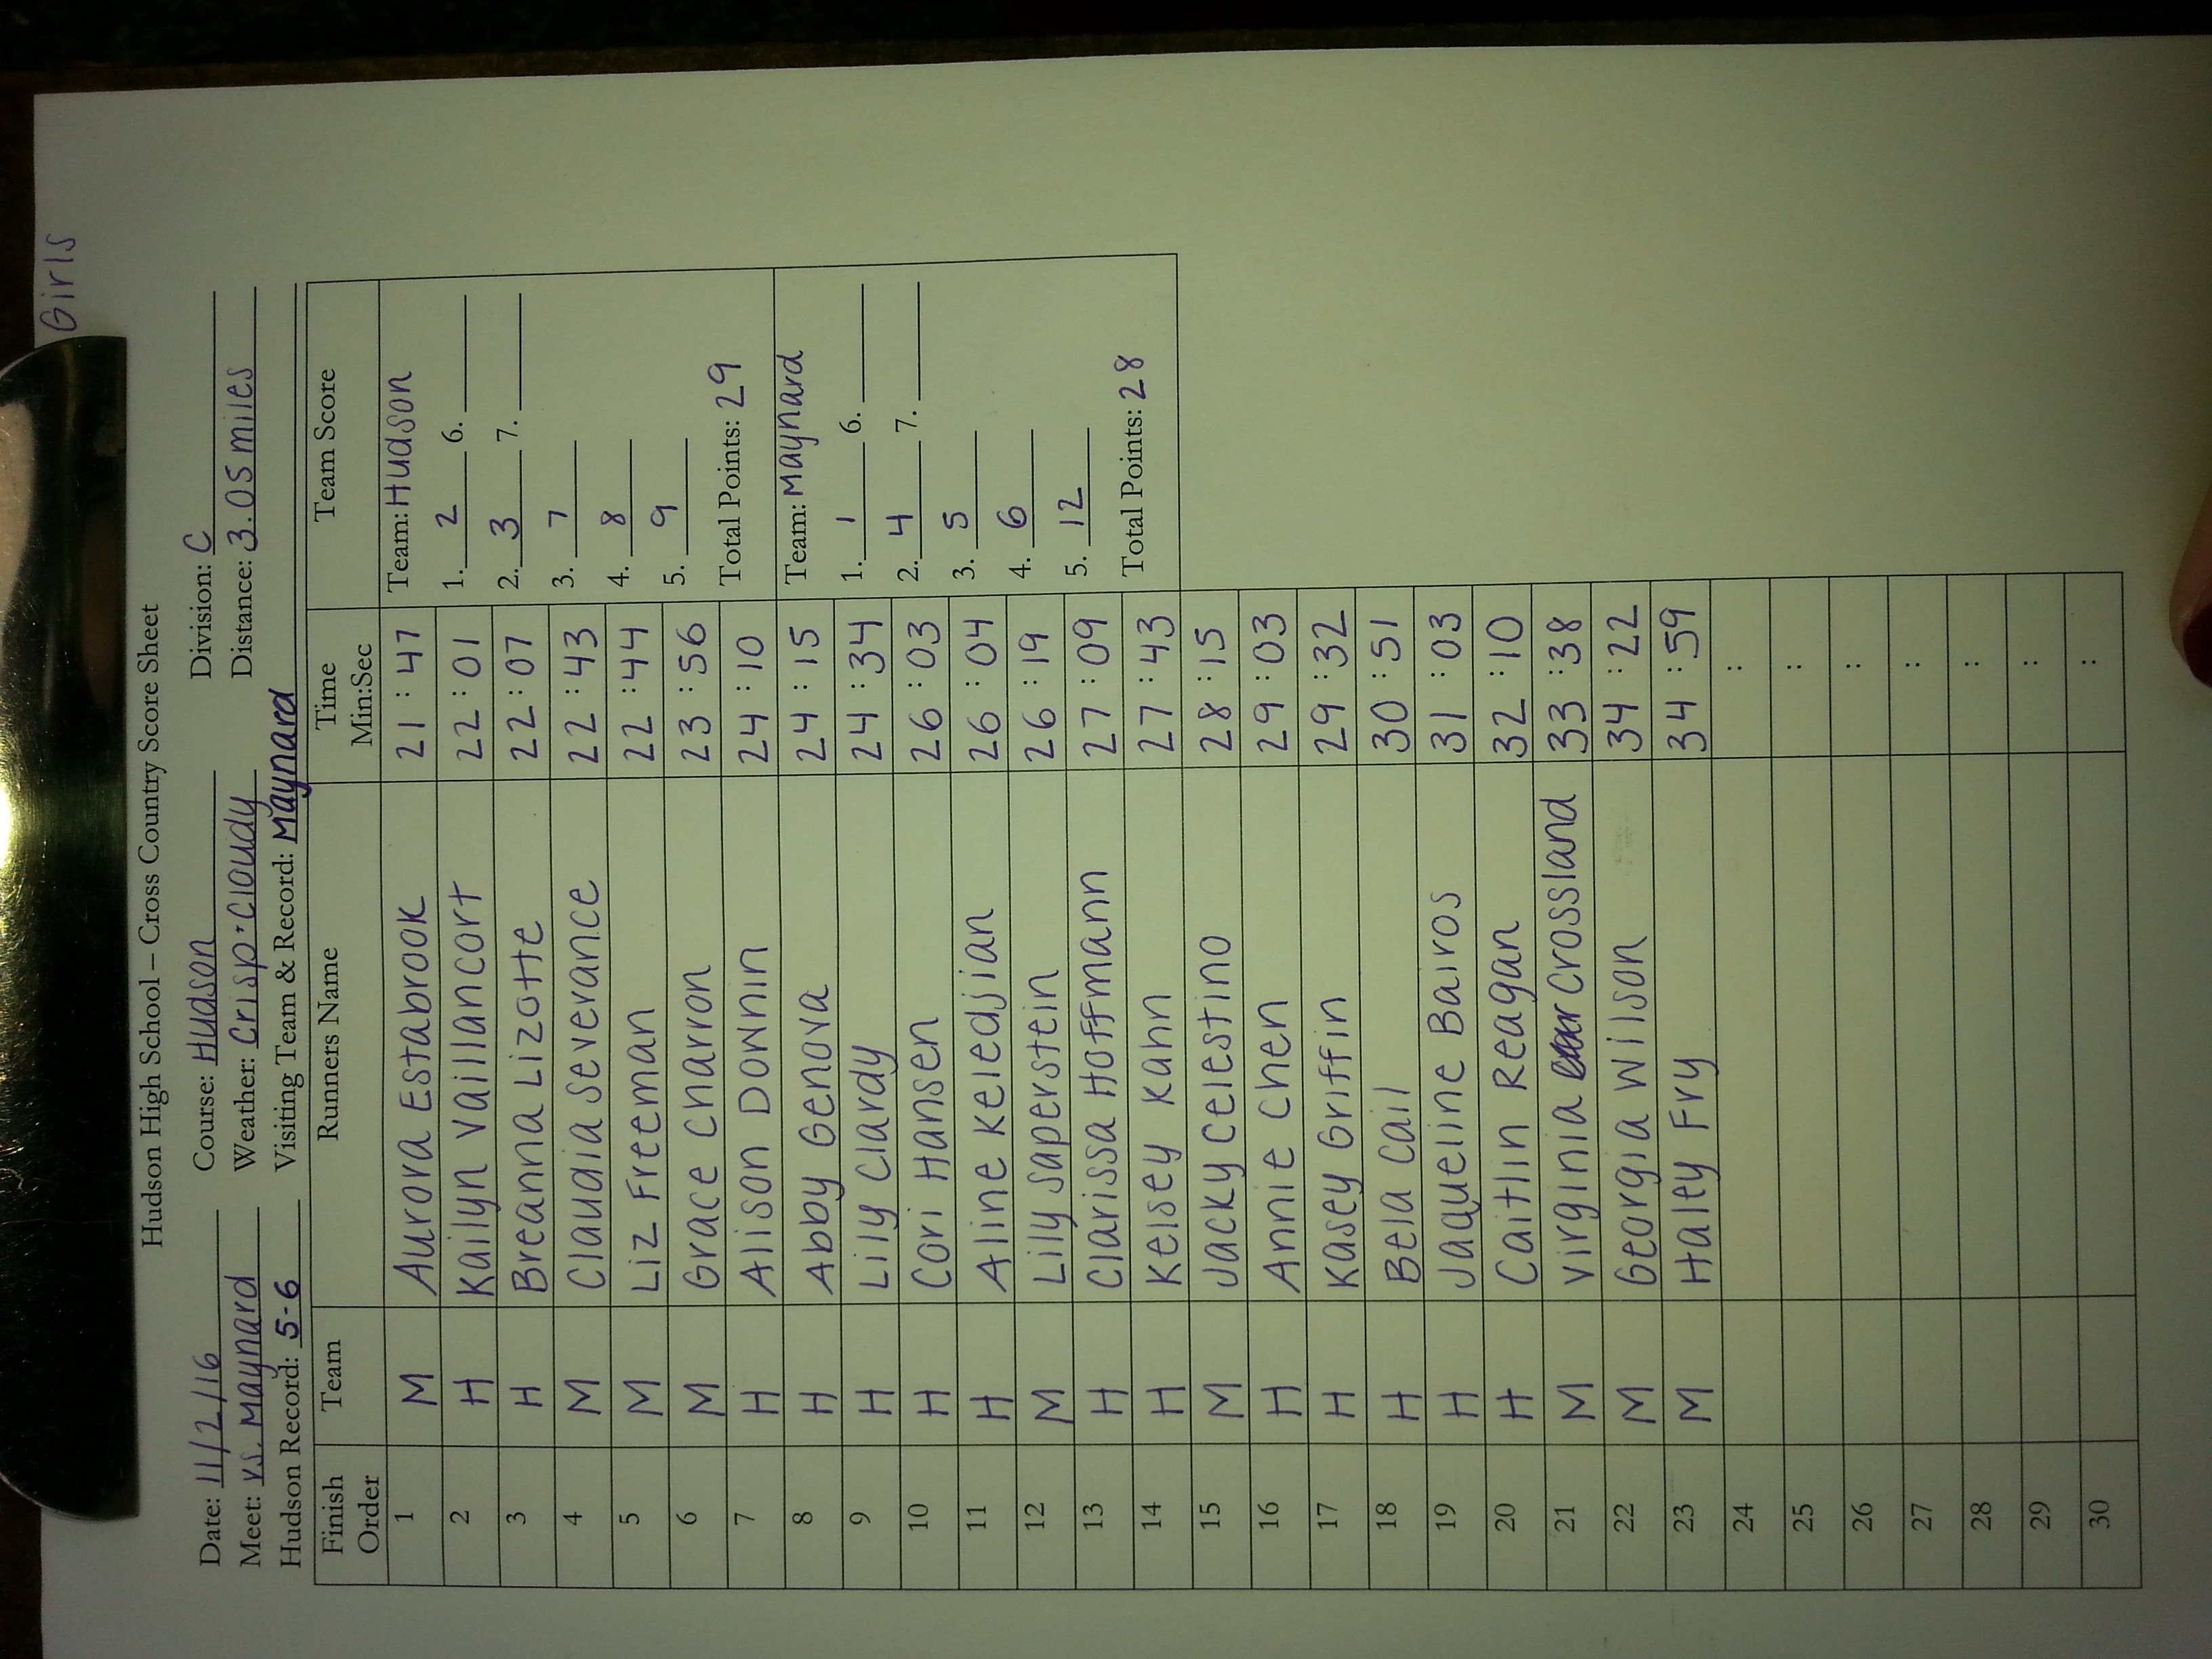 Girls
Hudson High School – Cross Country Score Sheet
Date: 11/2/16 Course: Hudson Division: C
Meet: vs. Maynard Weather: Crisp + Cloudy Distance: 3.05 miles
Hudson Record: 5-6 Visiting Team & Record: Maynard
Finish Order Team Runners Name Time Min:Sec Team Score
1 M Aurora Estabrook 21:47 Team: Hudson
2 H Kailyn Vaillancort 22:01 1. 2 6.
3 H Breanna Lizotte 22:07 2. 3 7.
4 M Claudia Severance 22:43 3. 7
5 M Liz Freeman 22:44 4. 8
6 M Grace Charron 23:56 5. 9
7 H Alison Downin 24:10 Total Points: 29
8 H Abby Genova 24:15 Team: Maynard
9 H Lily Clardy 24:34 1. 1 6.
10 H Cori Hansen 26:03 2. 4 7.
11 H Aline Keledjian 26:04 3. 5
12 M Lily Saperstein 26:19 4. 6
13 H Clarissa Hoffmann 27:09 5. 12
14 H Kelsey Kahn 27:43 Total Points: 28
15 M Jacky Celestino 28:15
16 H Annie Chen 29:03
17 H Kasey Griffin 29:32
18 H Bela Cail 30:51
19 H Jaqueline Bairos 31:03
20 H Caitlin Reagan 32:10
21 M Virginia Crossland 33:38
22 M Georgia Wilson 34:22
23 M Haley Fry 34:59
24 :
25 :
26 :
27 :
28 :
29 :
30 :